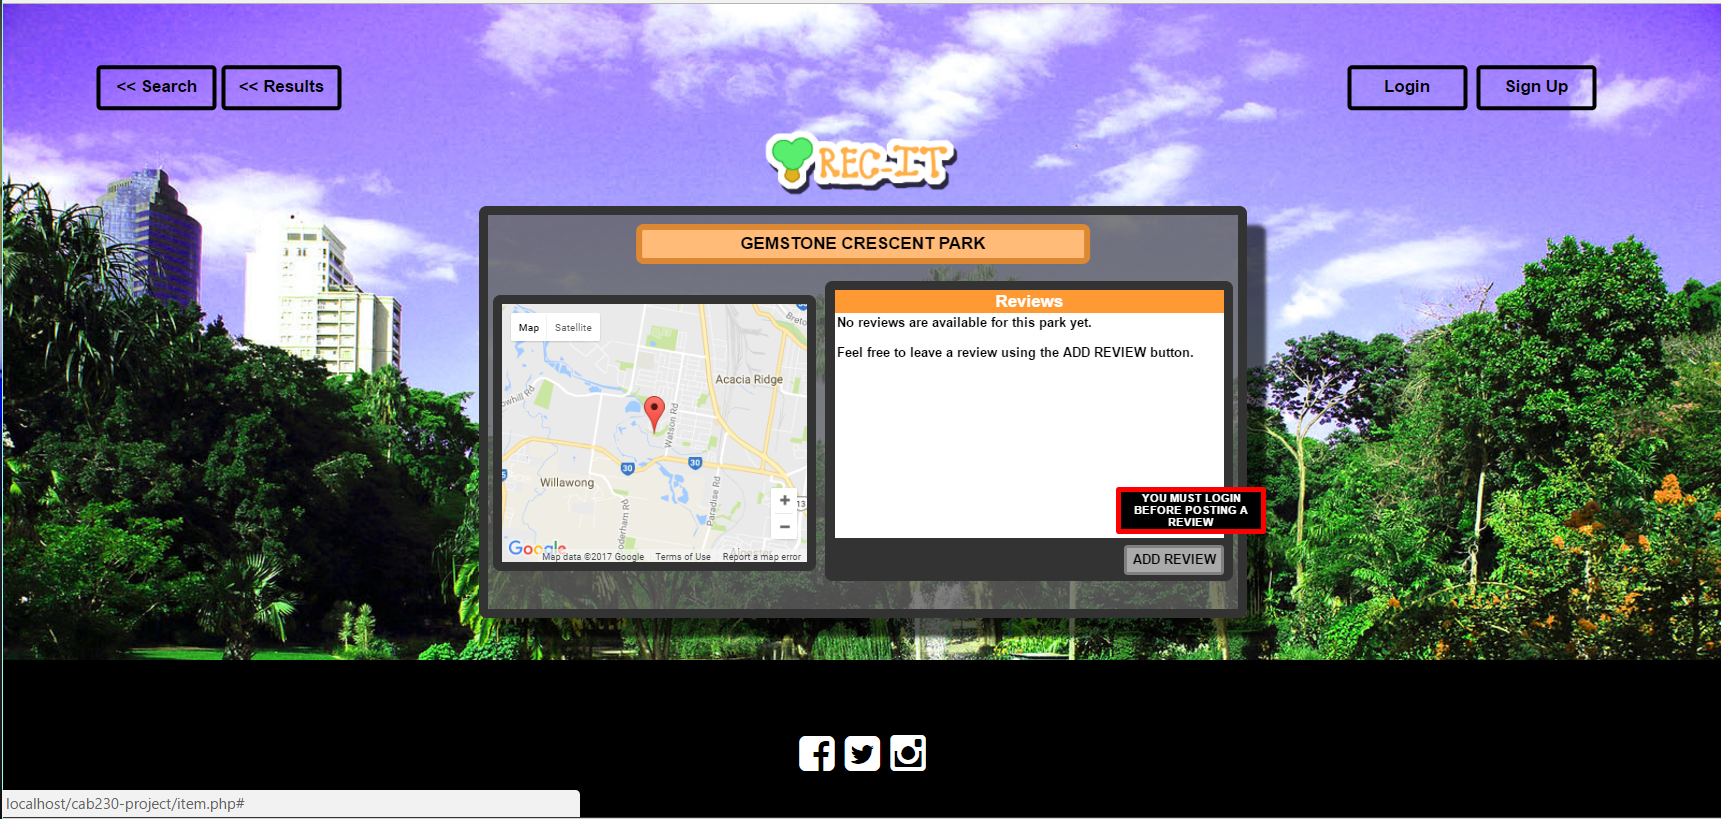 << Search
<< Results
Login
Sign Up
REC-IT
GEMSTONE CRESCENT PARK
Map
Satellite
Acacia Ridge
Watson Rd
30
30
Willawong
Paradise Rd
13
+
−
Google
Map data ©2017 Google
Terms of Use
Report a map error
Reviews
No reviews are available for this park yet.
Feel free to leave a review using the ADD REVIEW button.
YOU MUST LOGIN
BEFORE POSTING A
REVIEW
ADD REVIEW
localhost/cab230-project/item.php#